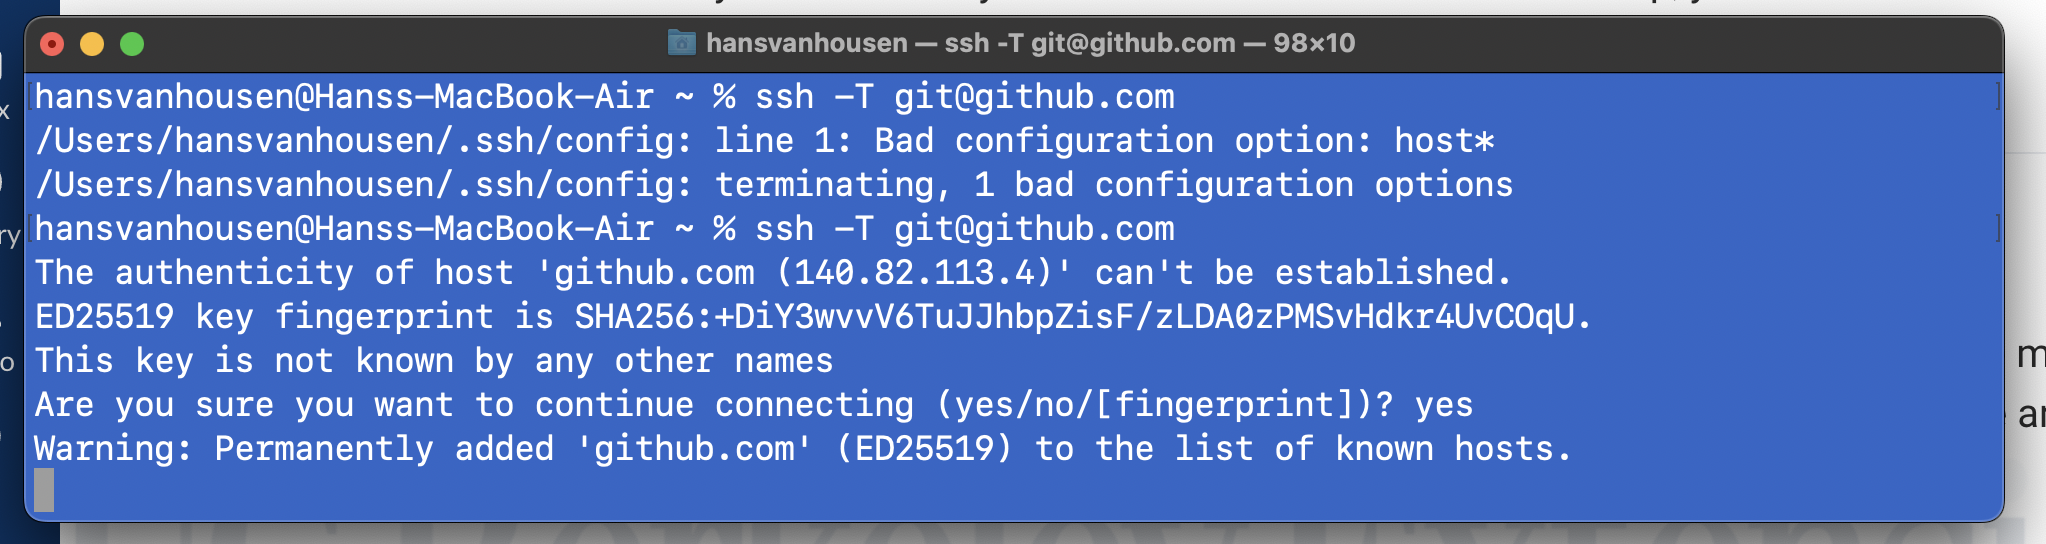 hansvanhousen — ssh -T git@github.com — 98×10
hansvanhousen@Hanss-MacBook-Air ~ % ssh -T git@github.com
/Users/hansvanhousen/.ssh/config: line 1: Bad configuration option: host*
/Users/hansvanhousen/.ssh/config: terminating, 1 bad configuration options
hansvanhousen@Hanss-MacBook-Air ~ % ssh -T git@github.com
The authenticity of host 'github.com (140.82.113.4)' can't be established.
ED25519 key fingerprint is SHA256:+DiY3wvvV6TuJJhbpZisF/zLDA0zPMSvHdkr4UvCOqU.
This key is not known by any other names
Are you sure you want to continue connecting (yes/no/[fingerprint])? yes
Warning: Permanently added 'github.com' (ED25519) to the list of known hosts.